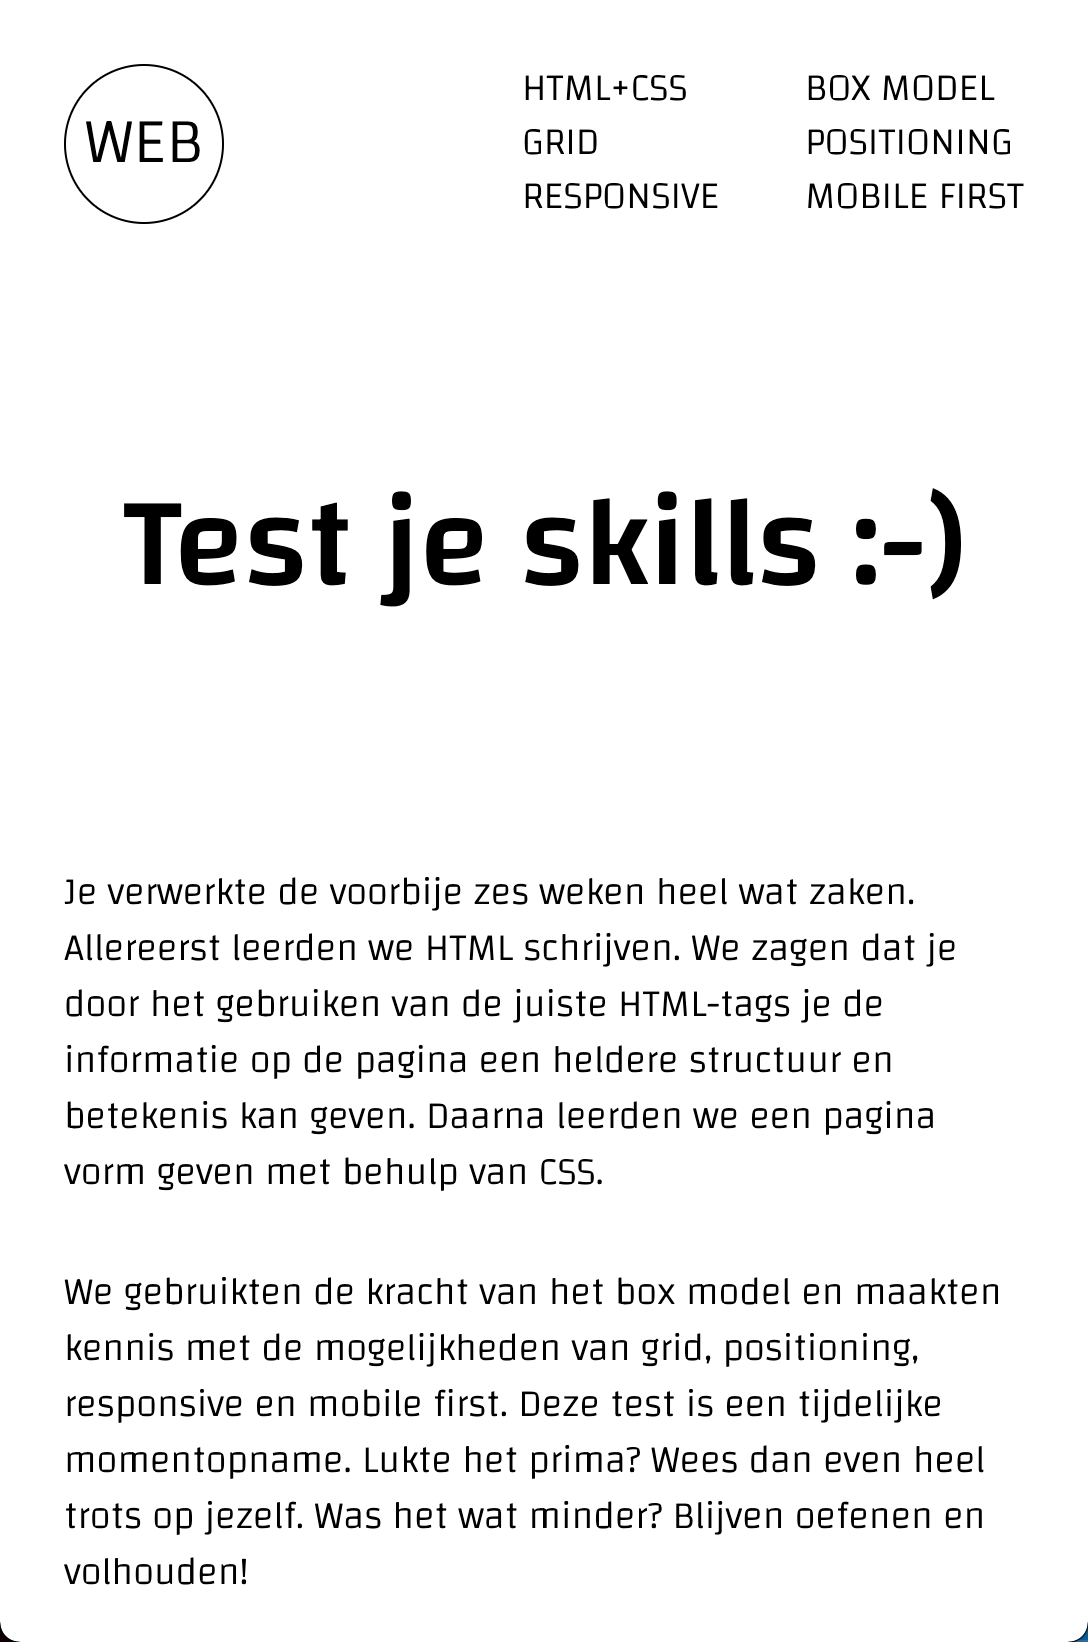 WEB
HTML+CSS
GRID
RESPONSIVE
BOX MODEL
POSITIONING
MOBILE FIRST
Test je skills :-)
Je verwerkte de voorbije zes weken heel wat zaken.
Allereerst leerden we HTML schrijven. We zagen dat je
door het gebruiken van de juiste HTML-tags je de
informatie op de pagina een heldere structuur en
betekenis kan geven. Daarna leerden we een pagina
vorm geven met behulp van CSS.
We gebruikten de kracht van het box model en maakten
kennis met de mogelijkheden van grid, positioning,
responsive en mobile first. Deze test is een tijdelijke
momentopname. Lukte het prima? Wees dan even heel
trots op jezelf. Was het wat minder? Blijven oefenen en
volhouden!